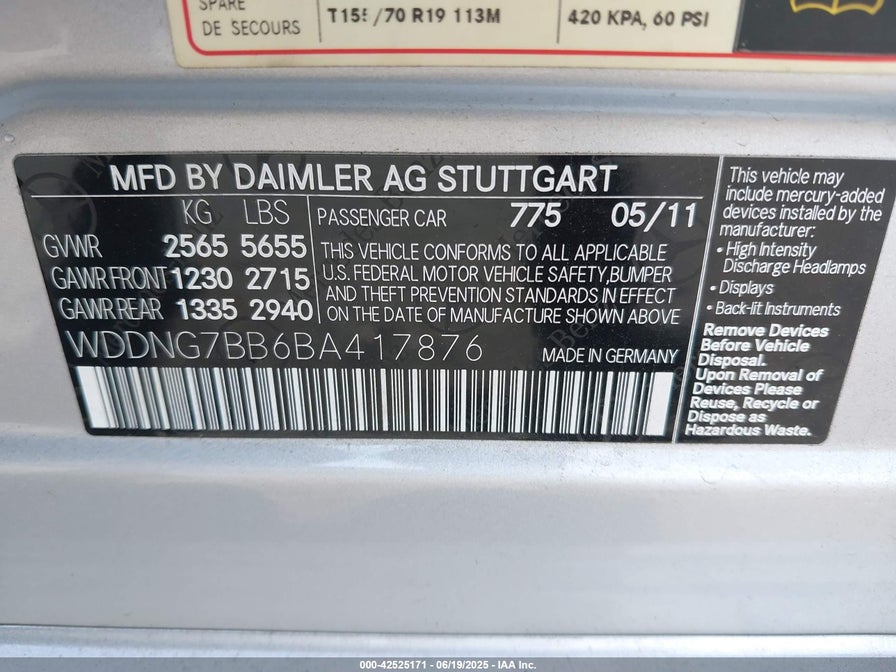 SPARE
DE SECOURS
T155/70 R19 113M
420 KPA, 60 PSI
MFD BY DAIMLER AG STUTTGART
KG LBS
GVWR 2565 5655
GAWR FRONT 1230 2715
GAWR REAR 1335 2940
PASSENGER CAR 775 05/11
THIS VEHICLE CONFORMS TO ALL APPLICABLE
U.S. FEDERAL MOTOR VEHICLE SAFETY,BUMPER
AND THEFT PREVENTION STANDARDS IN EFFECT
ON THE DATE OF MANUFACTURE SHOWN ABOVE
WDDNG7BB6BA417876
MADE IN GERMANY
This vehicle may
include mercury-added
devices installed by the
manufacturer:
• High Intensity
Discharge Headlamps
• Displays
• Back-lit Instruments
Remove Devices
Before Vehicle
Disposal.
Upon Removal of
Devices Please
Reuse, Recycle or
Dispose as
Hazardous Waste.
000-42525171 - 06/19/2025 - IAA Inc.